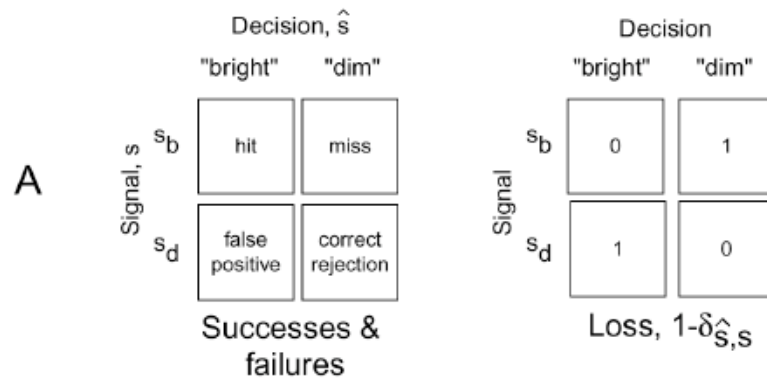 A
Decision, ŝ
"bright" "dim"
Signal, s
s_b
hit
miss
s_d
false
positive
correct
rejection
Successes &
failures
Decision
"bright" "dim"
Signal
s_b
0
1
s_d
1
0
Loss, 1-δ_ŝ,s